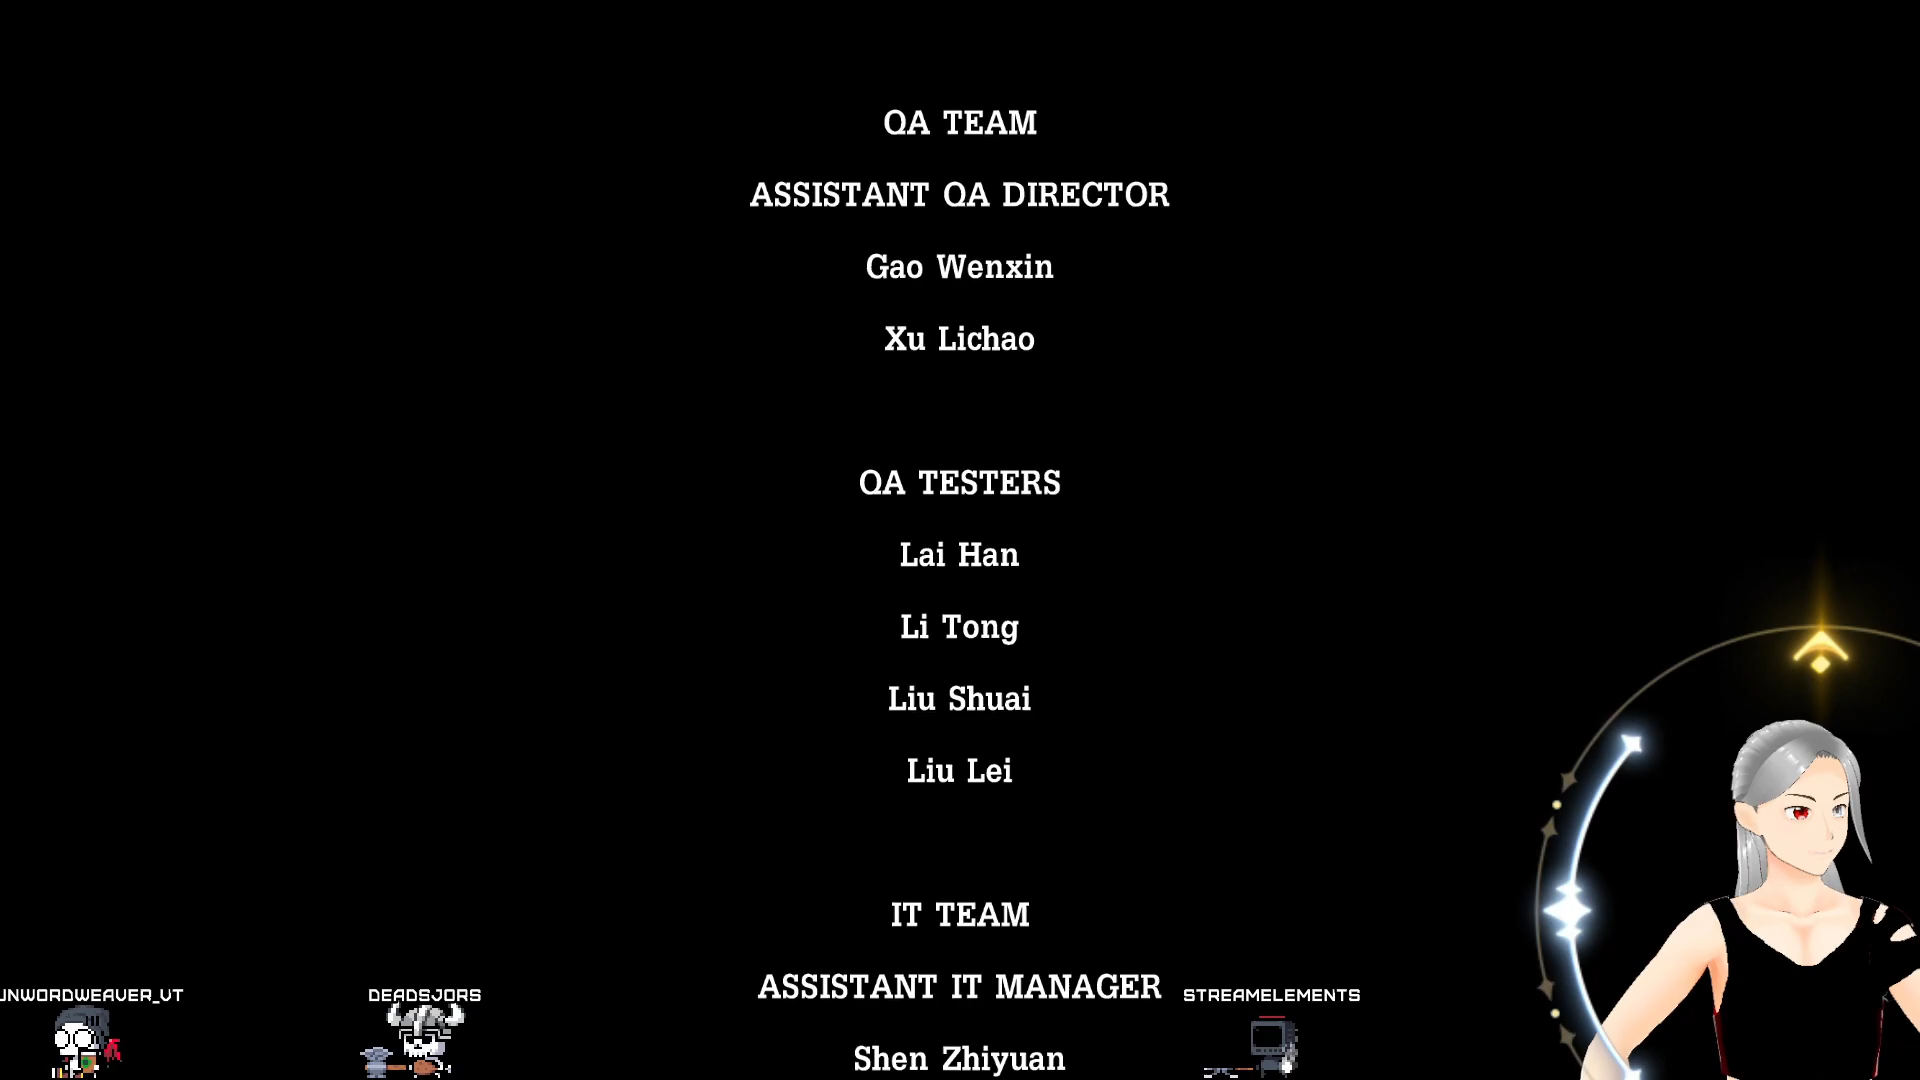 QA TEAM
ASSISTANT QA DIRECTOR
Gao Wenxin
Xu Lichao
QA TESTERS
Lai Han
Li Tong
Liu Shuai
Liu Lei
IT TEAM
ASSISTANT IT MANAGER
Shen Zhiyuan
UNWORDWEAVER_VT
DEADSJORS
STREAMELEMENTS